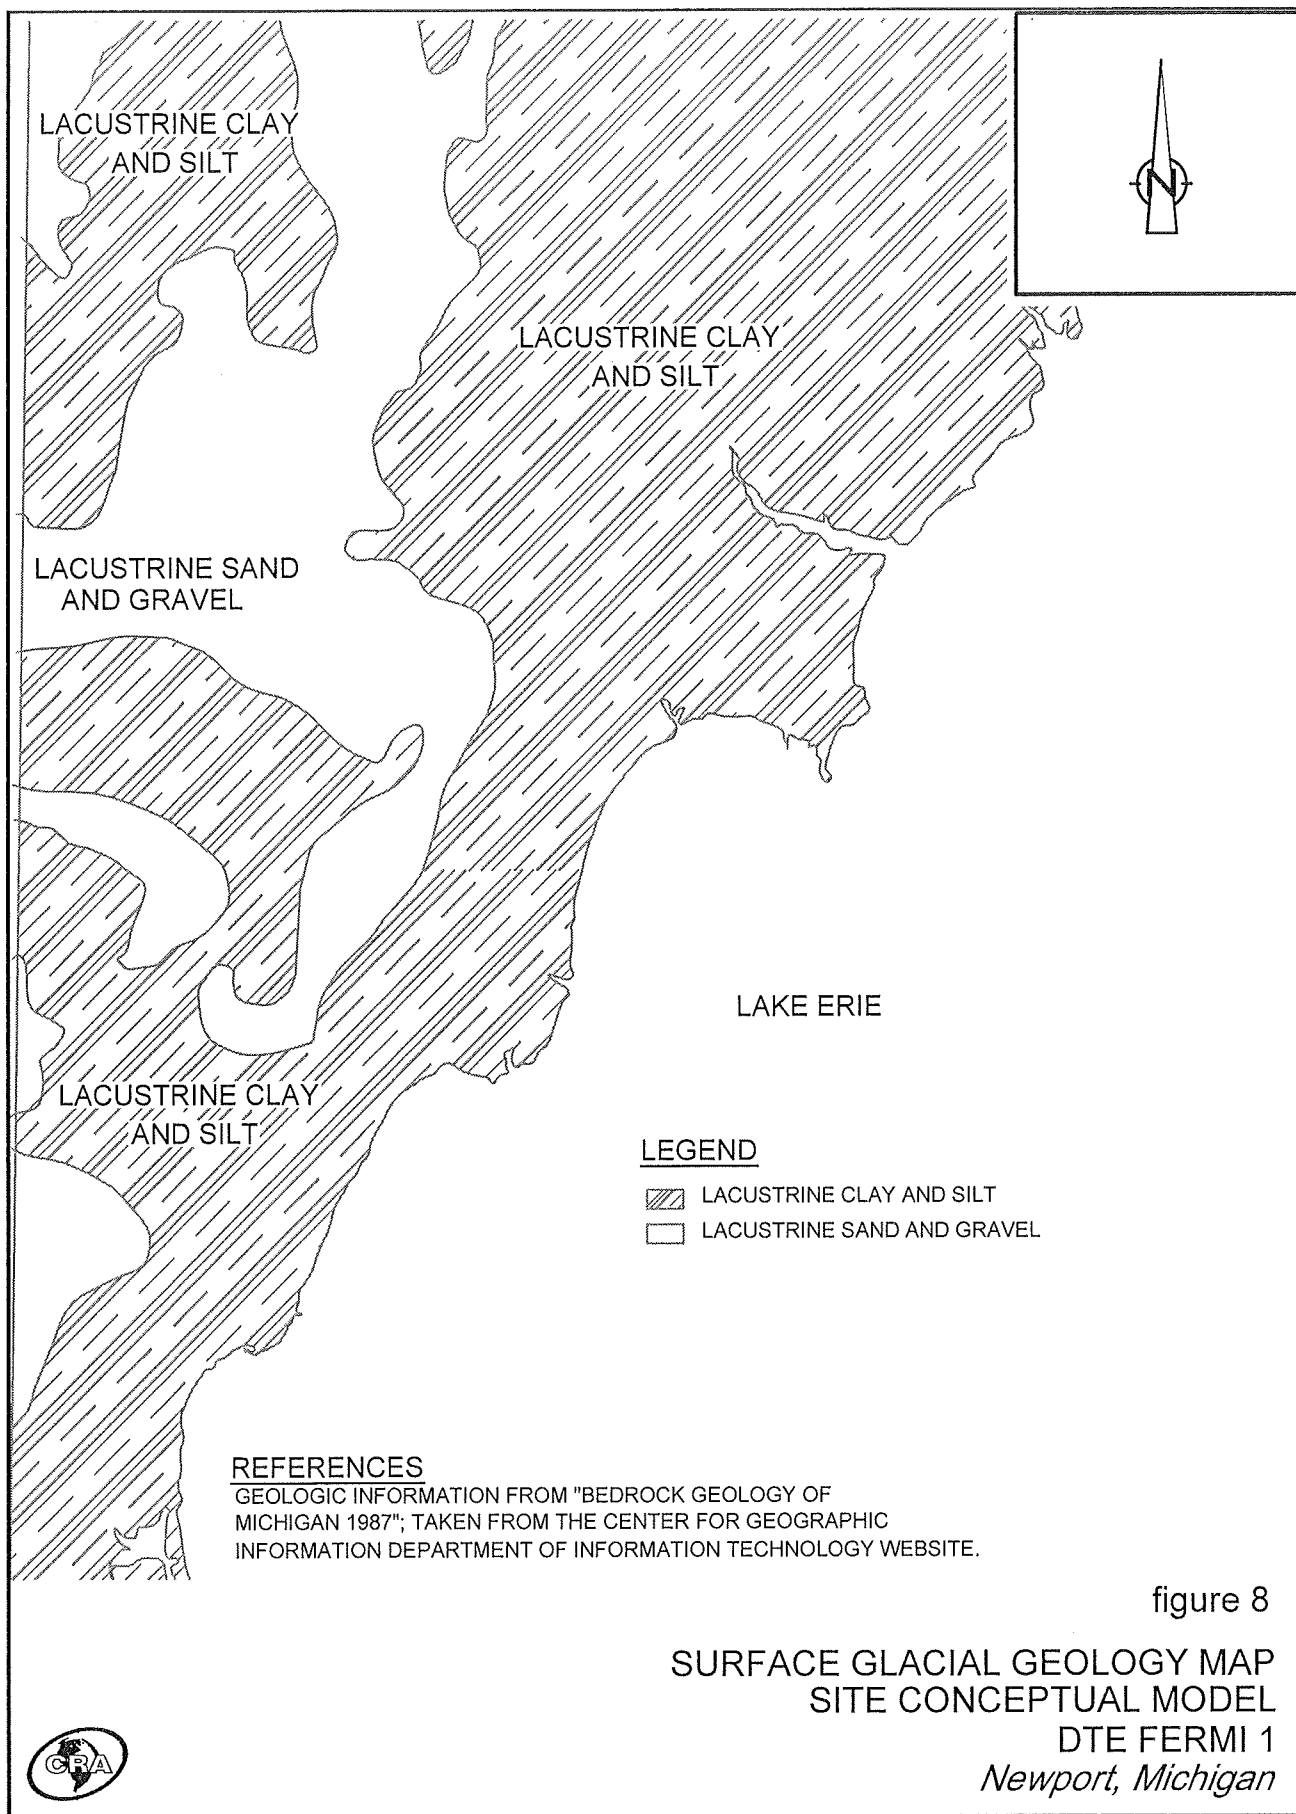 LACUSTRINE CLAY
AND SILT
N
LACUSTRINE CLAY
AND SILT
LACUSTRINE SAND
AND GRAVEL
LAKE ERIE
LACUSTRINE CLAY
AND SILT
LEGEND
LACUSTRINE CLAY AND SILT
LACUSTRINE SAND AND GRAVEL
REFERENCES
GEOLOGIC INFORMATION FROM "BEDROCK GEOLOGY OF
MICHIGAN 1987"; TAKEN FROM THE CENTER FOR GEOGRAPHIC
INFORMATION DEPARTMENT OF INFORMATION TECHNOLOGY WEBSITE.
figure 8
SURFACE GLACIAL GEOLOGY MAP
SITE CONCEPTUAL MODEL
DTE FERMI 1
Newport, Michigan
CRA